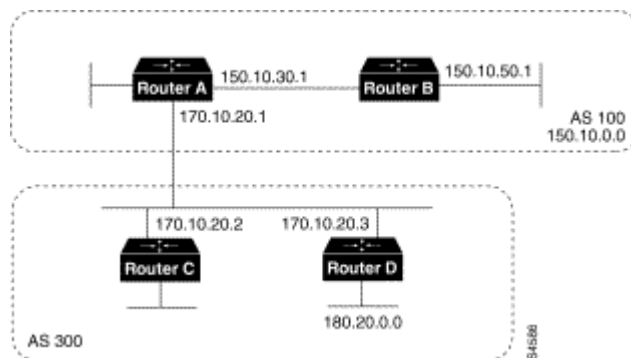 Router A
150.10.30.1
Router B
150.10.50.1
170.10.20.1
AS 100
150.10.0.0
170.10.20.2
170.10.20.3
Router C
Router D
180.20.0.0
AS 300
S4586